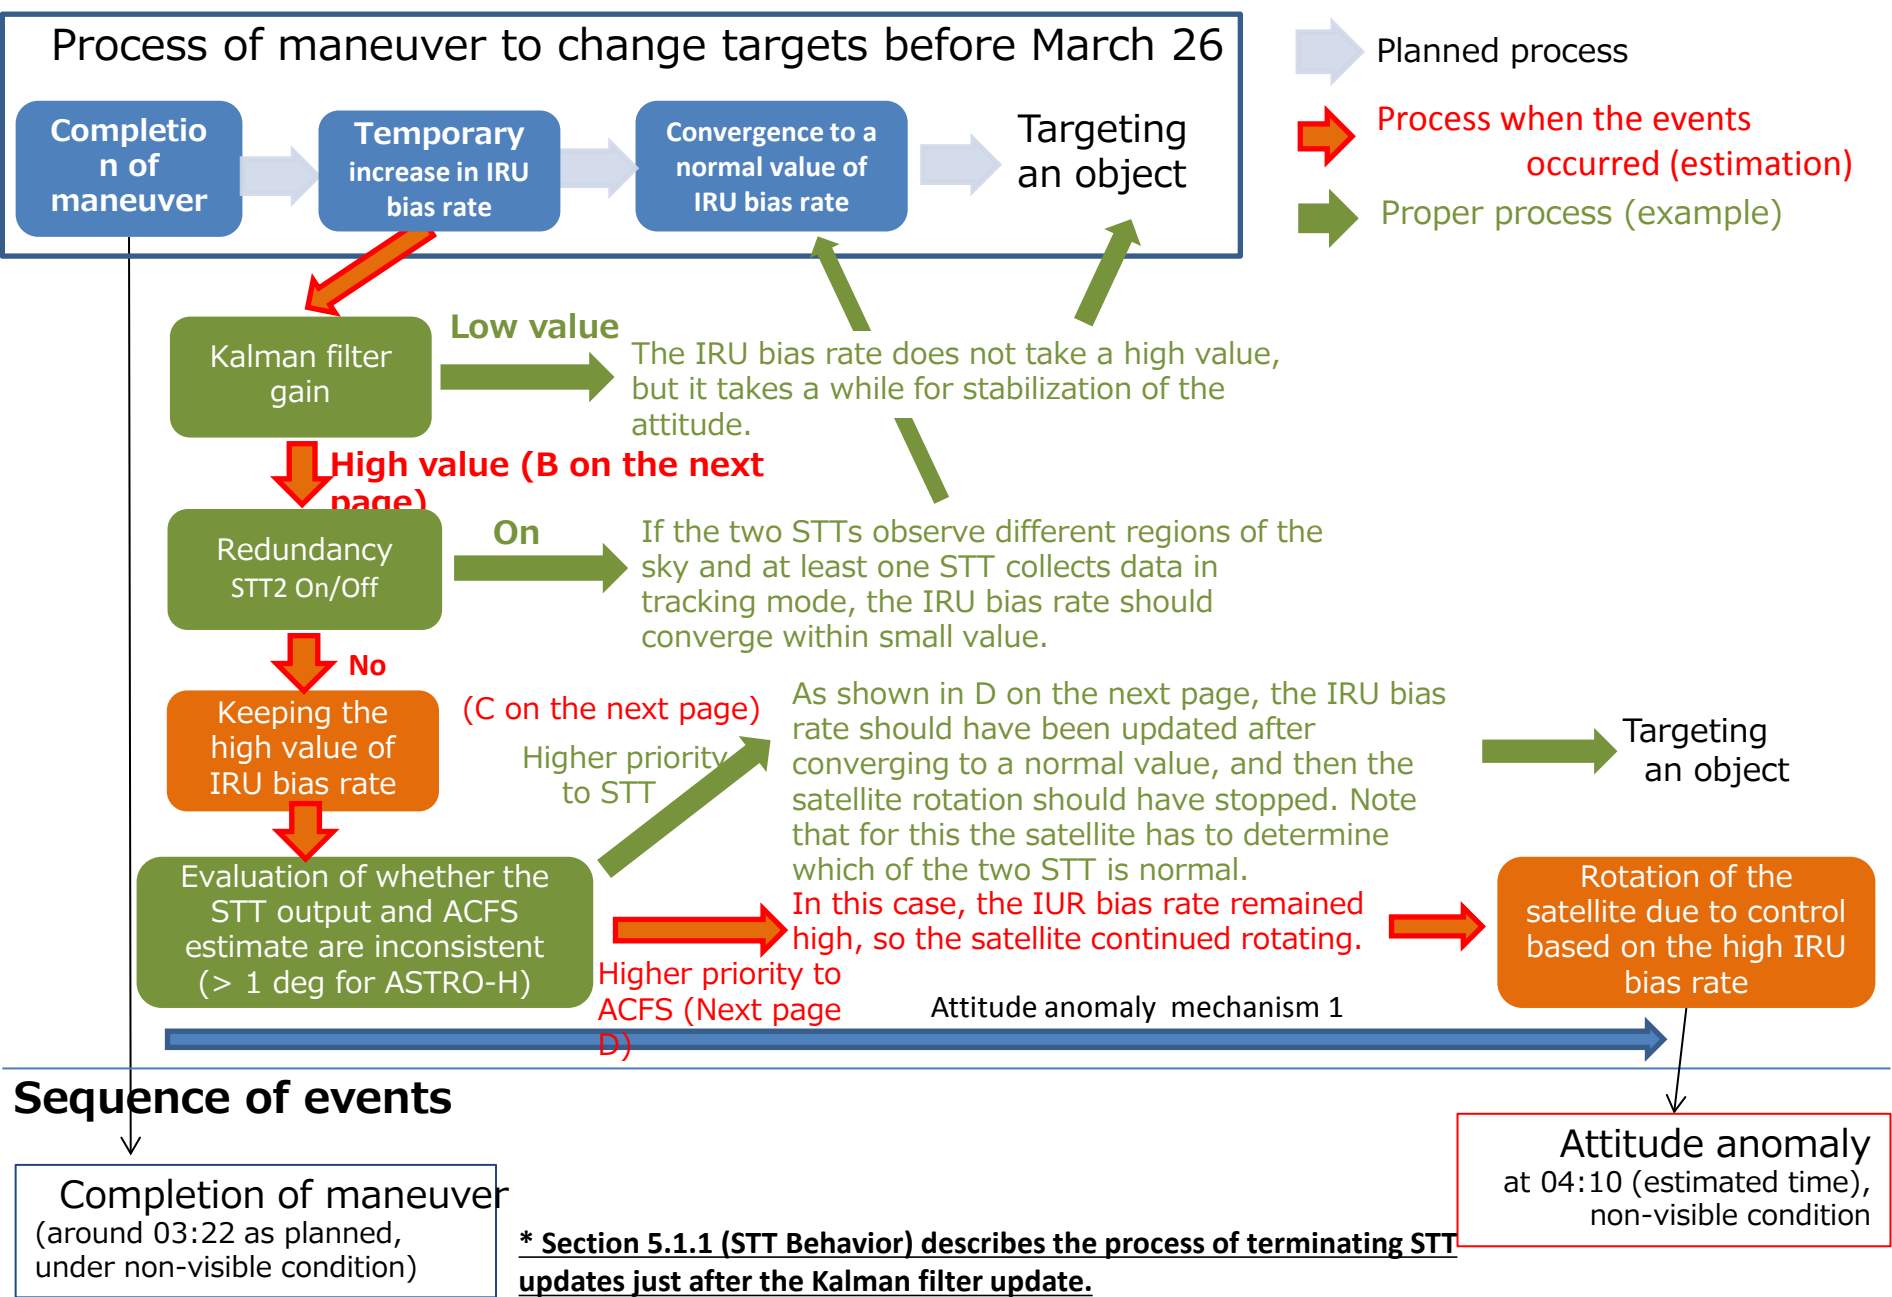 Process of maneuver to change targets before March 26
Completio
n of
maneuver
Temporary
increase in IRU
bias rate
Convergence to a
normal value of
IRU bias rate
Targeting
an object
Planned process
Process when the events
occurred (estimation)
Proper process (example)
Kalman filter
gain
Low value
The IRU bias rate does not take a high value,
but it takes a while for stabilization of the
attitude.
High value (B on the next
page)
Redundancy
STT2 On/Off
On
If the two STTs observe different regions of the
sky and at least one STT collects data in
tracking mode, the IRU bias rate should
converge within small value.
No
Keeping the
high value of
IRU bias rate
(C on the next page)
Higher priority
to STT
As shown in D on the next page, the IRU bias
rate should have been updated after
converging to a normal value, and then the
satellite rotation should have stopped. Note
that for this the satellite has to determine
which of the two STT is normal.
Targeting
an object
Evaluation of whether the
STT output and ACFS
estimate are inconsistent
(> 1 deg for ASTRO-H)
In this case, the IUR bias rate remained
high, so the satellite continued rotating.
Higher priority to
ACFS (Next page
D)
Rotation of the
satellite due to control
based on the high IRU
bias rate
Attitude anomaly mechanism 1
Sequence of events
Completion of maneuver
(around 03:22 as planned,
under non-visible condition)
* Section 5.1.1 (STT Behavior) describes the process of terminating STT
updates just after the Kalman filter update.
Attitude anomaly
at 04:10 (estimated time),
non-visible condition